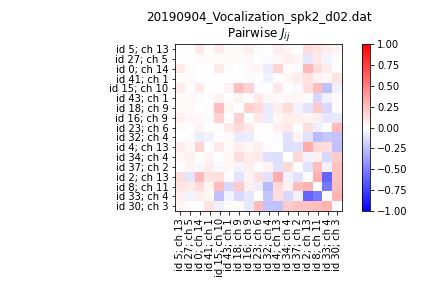 20190904_Vocalization_spk2_d02.dat
Pairwise J_{ij}
id 5; ch 13
id 27; ch 5
id 0; ch 14
id 41; ch 1
id 15; ch 10
id 43; ch 1
id 18; ch 9
id 16; ch 9
id 23; ch 6
id 32; ch 4
id 4; ch 13
id 34; ch 4
id 37; ch 2
id 2; ch 13
id 8; ch 11
id 33; ch 4
id 30; ch 3
id 5; ch 13
id 27; ch 5
id 0; ch 14
id 41; ch 1
id 15; ch 10
id 43; ch 1
id 18; ch 9
id 16; ch 9
id 23; ch 6
id 32; ch 4
id 4; ch 13
id 34; ch 4
id 37; ch 2
id 2; ch 13
id 8; ch 11
id 33; ch 4
id 30; ch 3
1.00
0.75
0.50
0.25
0.00
−0.25
−0.50
−0.75
−1.00